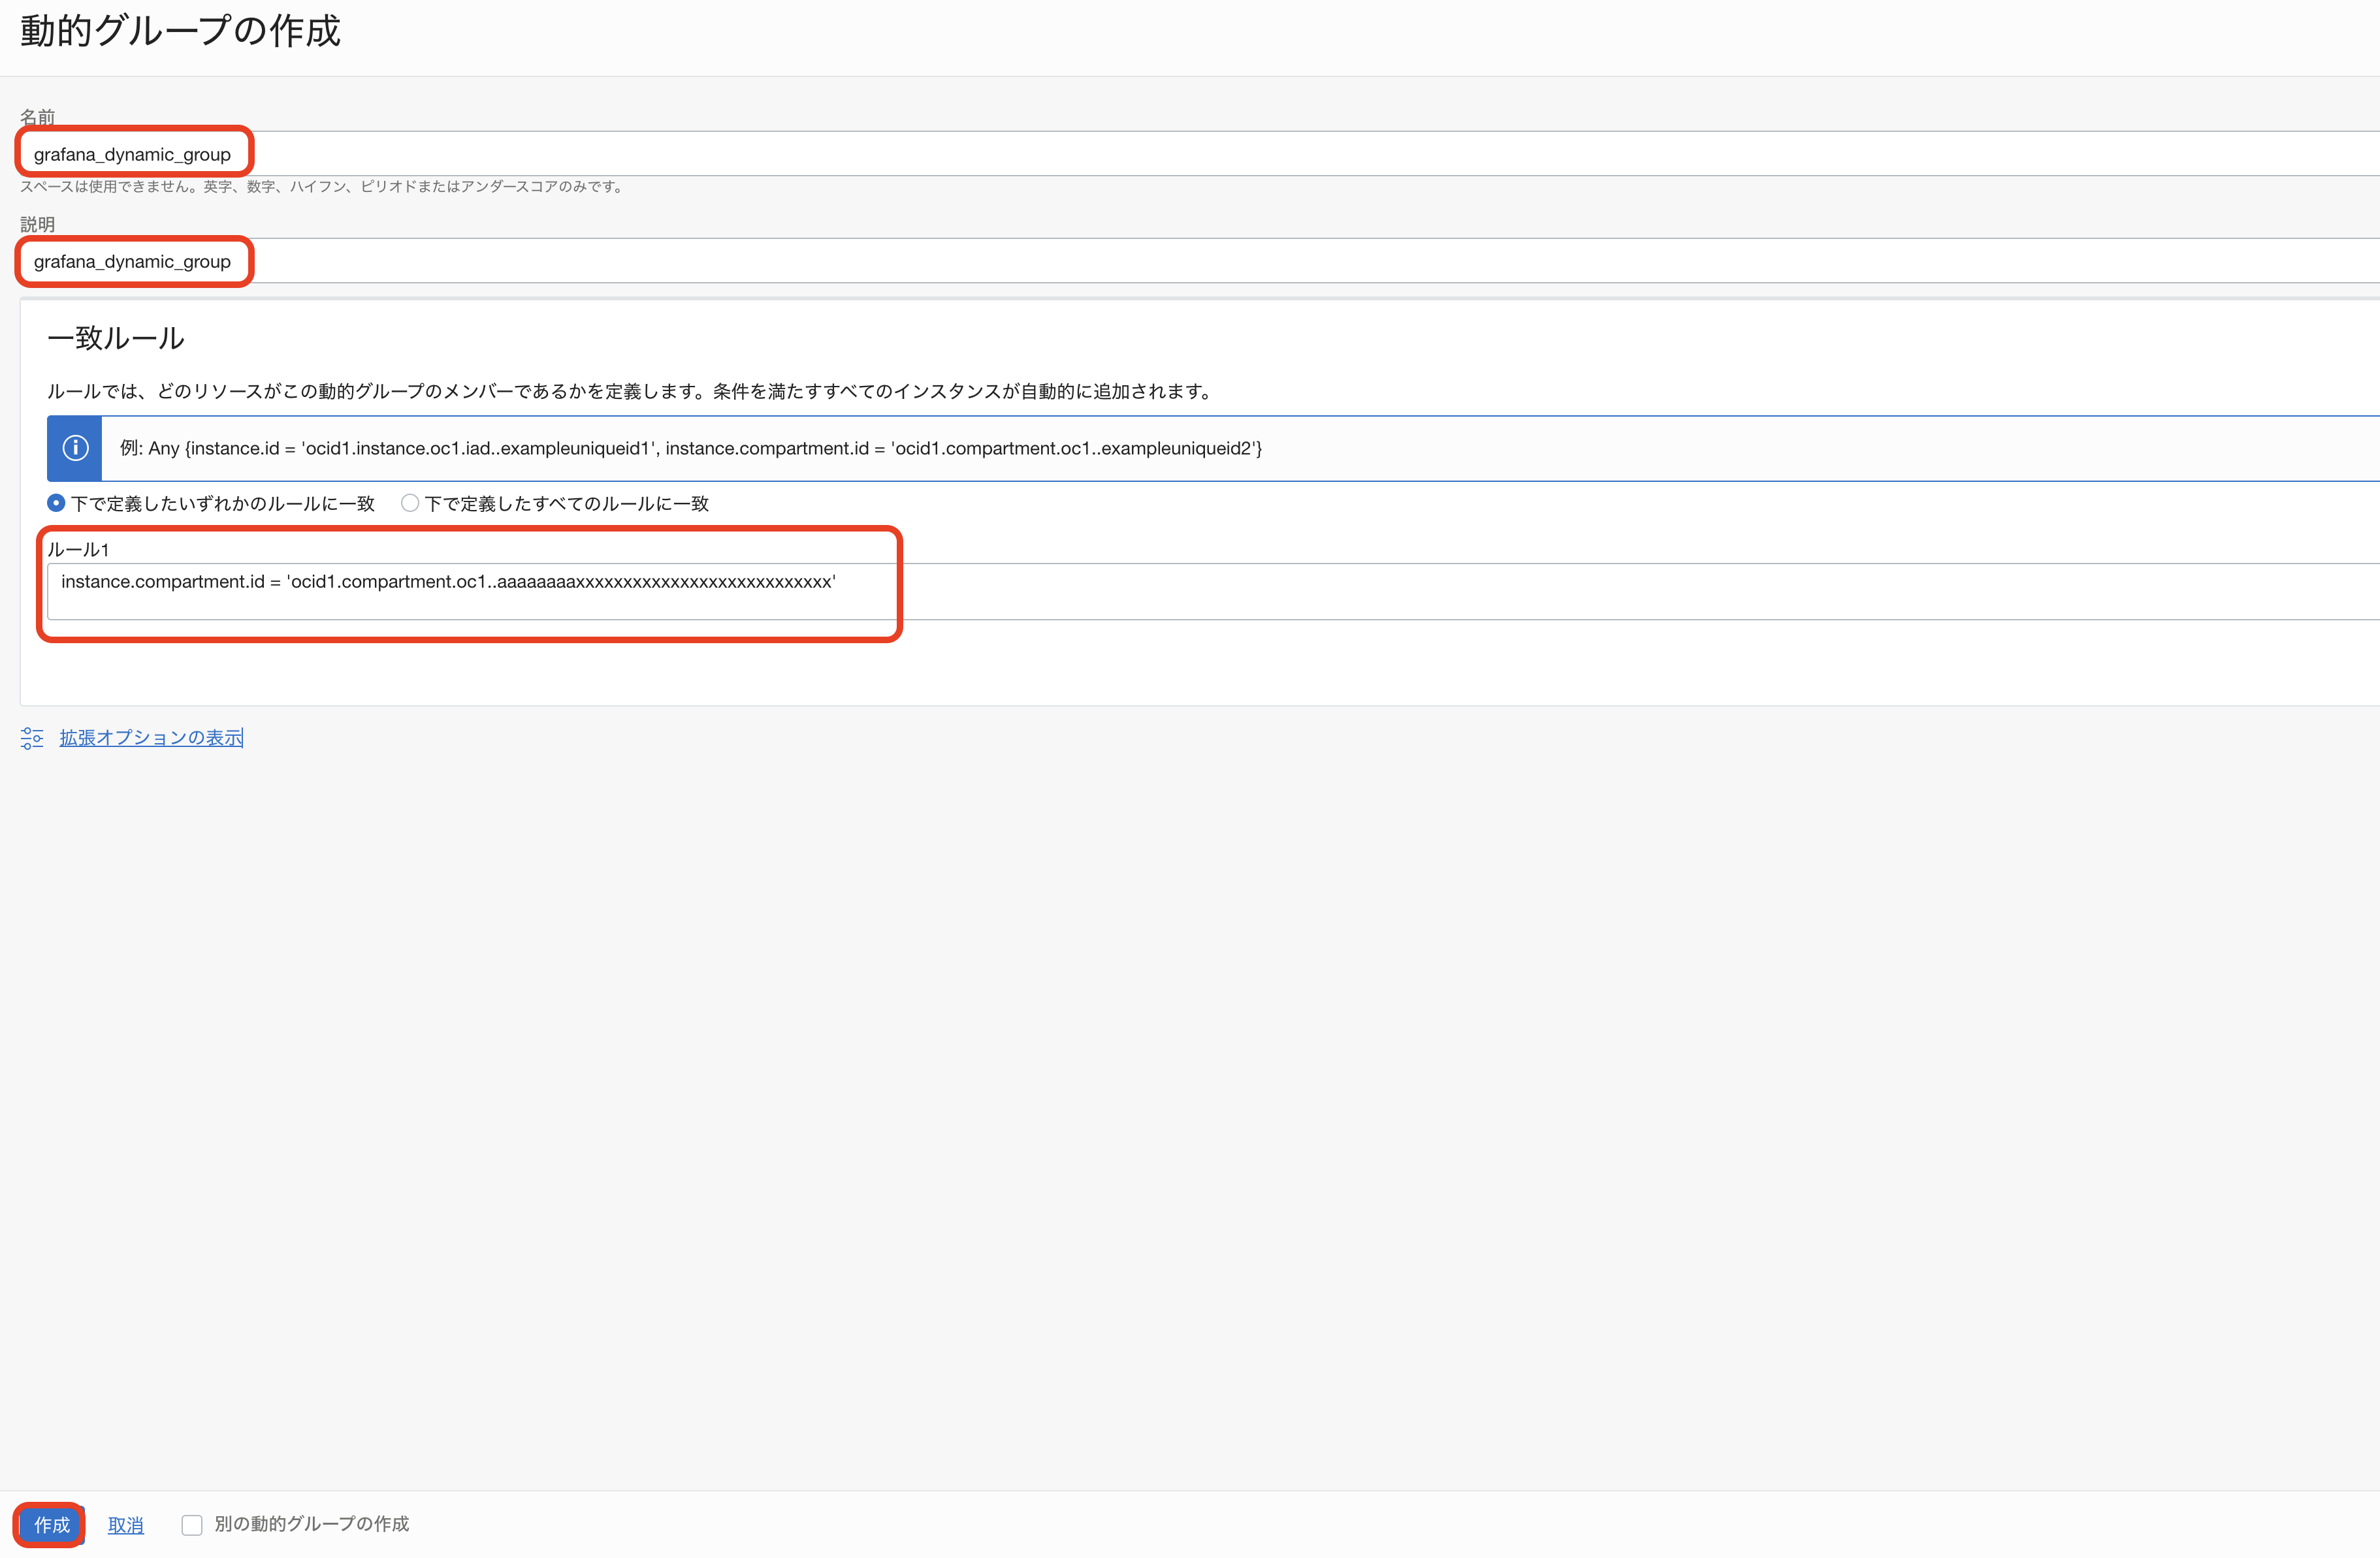 動的グループの作成
名前
grafana_dynamic_group
スペースは使用できません。英字、数字、ハイフン、ピリオドまたはアンダースコアのみです。
説明
grafana_dynamic_group
一致ルール
ルールでは、どのリソースがこの動的グループのメンバーであるかを定義します。条件を満たすすべてのインスタンスが自動的に追加されます。
例: Any {instance.id = 'ocid1.instance.oc1.iad..exampleuniqueid1', instance.compartment.id = 'ocid1.compartment.oc1..exampleuniqueid2'}
下で定義したいずれかのルールに一致 下で定義したすべてのルールに一致
ルール1
instance.compartment.id = 'ocid1.compartment.oc1..aaaaaaaaxxxxxxxxxxxxxxxxxxxxxxxxxxx'
拡張オプションの表示
作成 取消 別の動的グループの作成